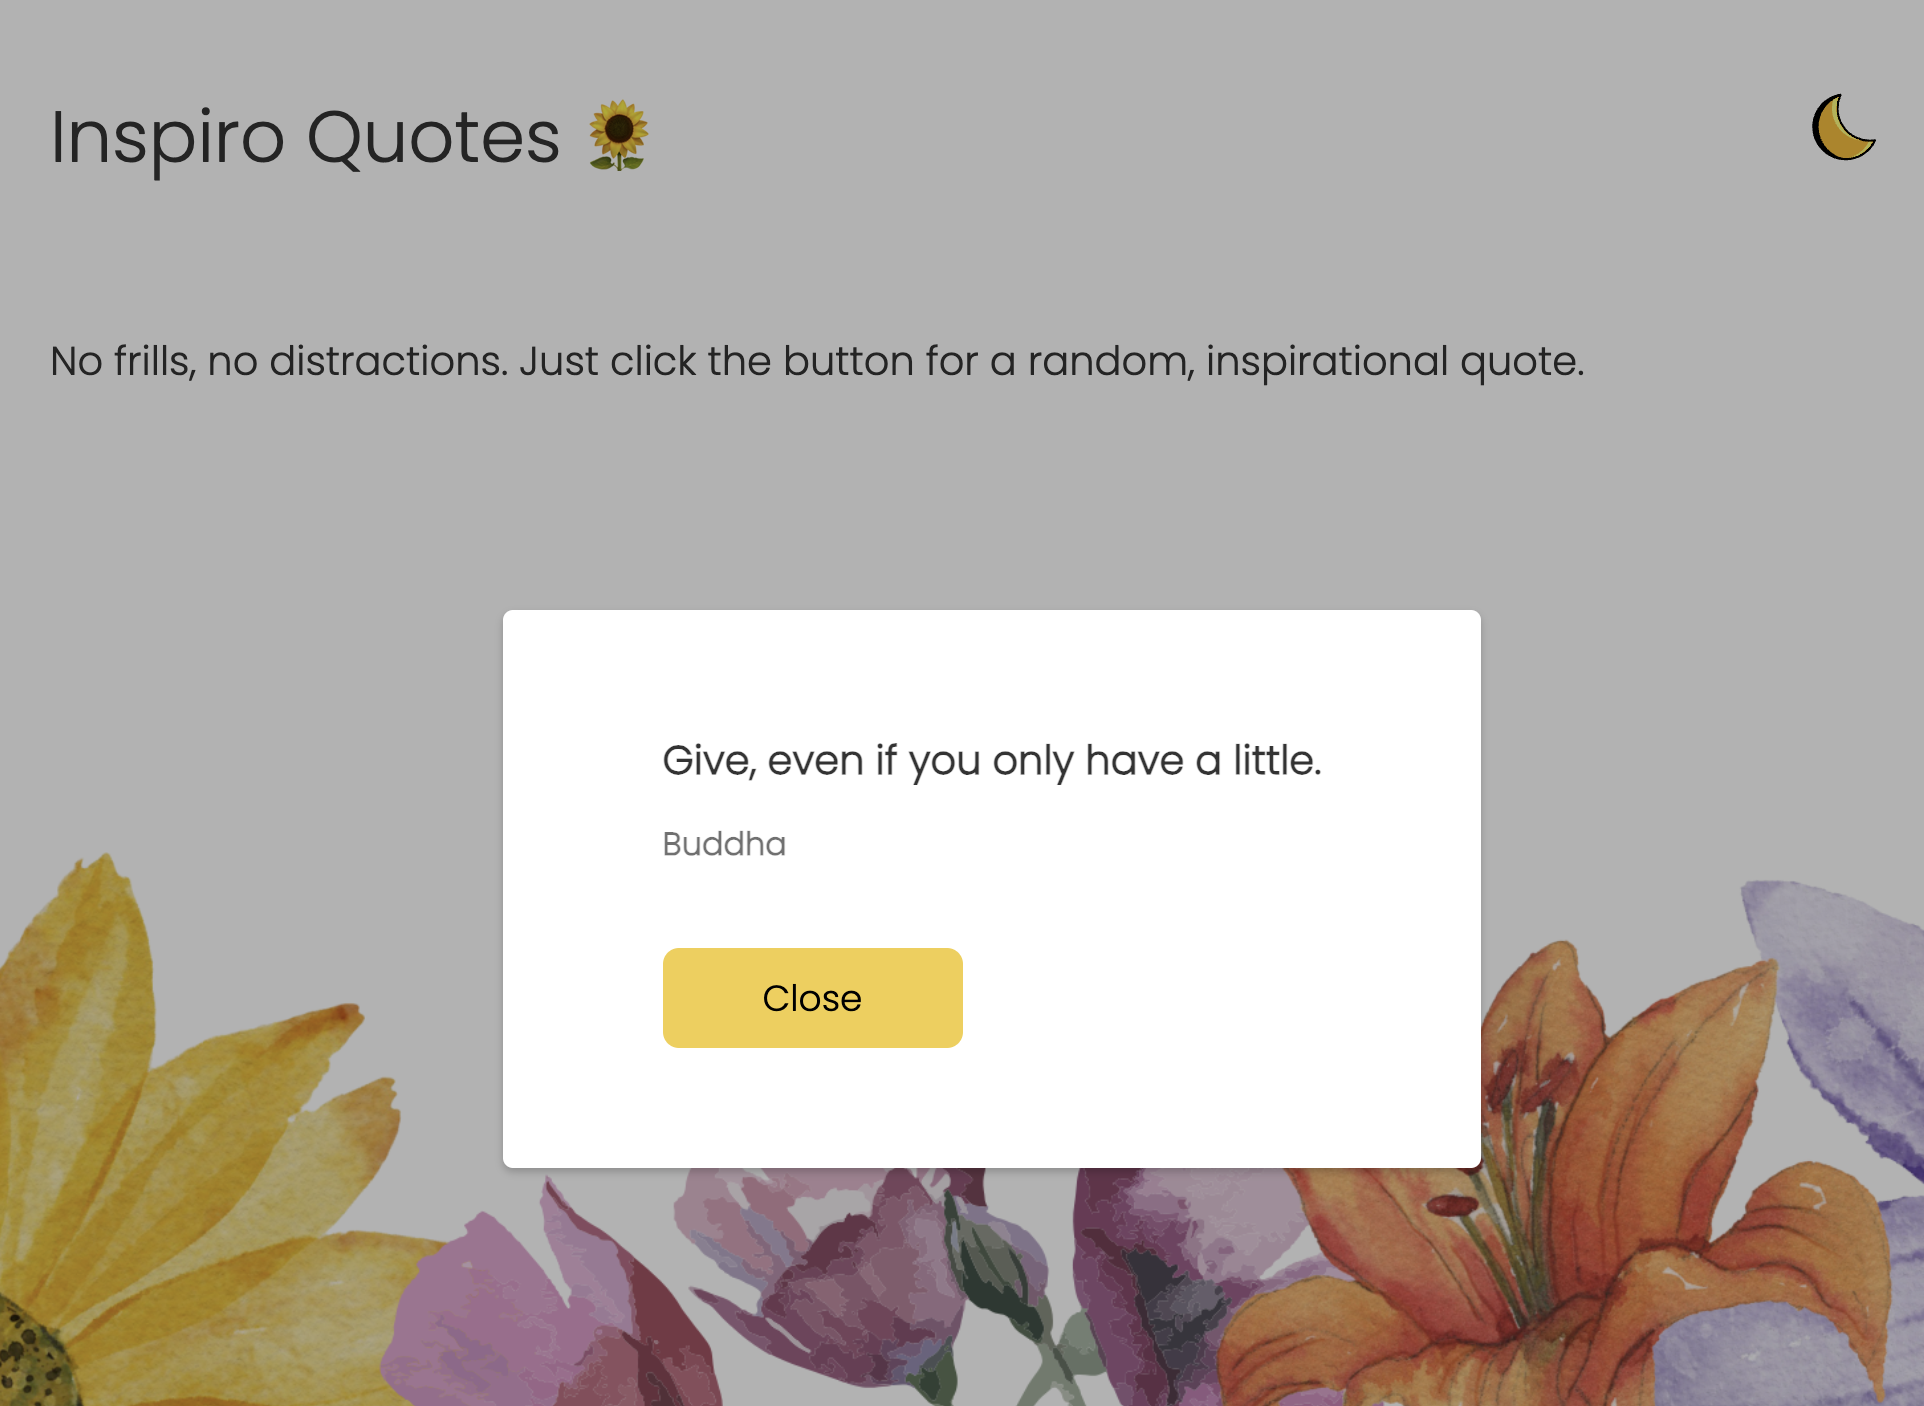 Inspiro Quotes 🌻
No frills, no distractions. Just click the button for a random, inspirational quote.
Give, even if you only have a little.
Buddha
Close